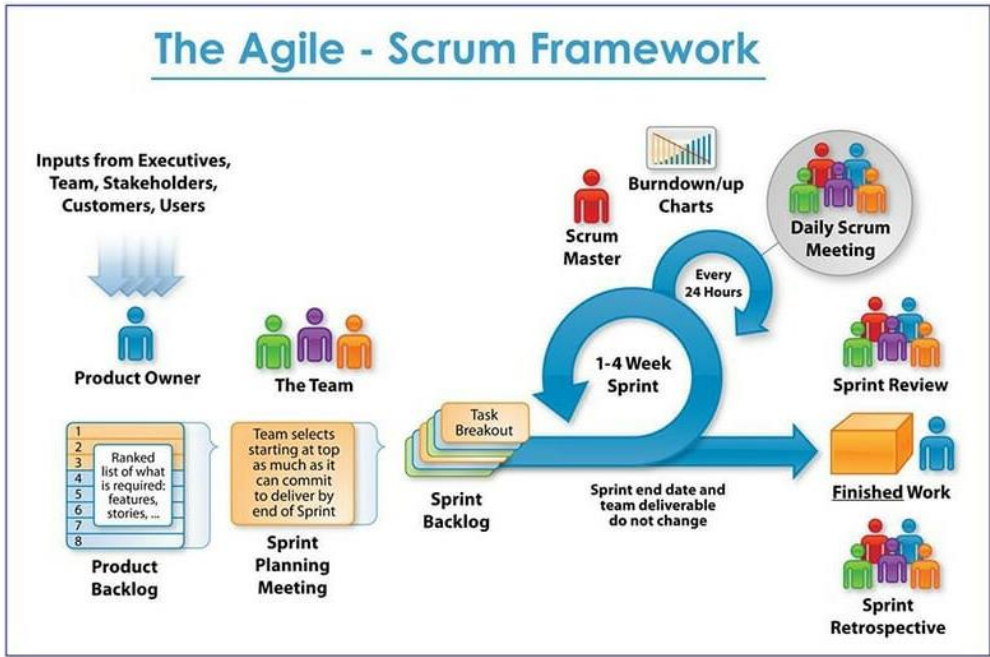 The Agile - Scrum Framework
Inputs from Executives,
Team, Stakeholders,
Customers, Users
Product Owner
The Team
1
2
3
4
5
6
7
8
Ranked
list of what
is required:
features,
stories, ...
Product
Backlog
Team selects
starting at top
as much as it
can commit
to deliver by
end of Sprint
Sprint
Planning
Meeting
Task
Breakout
Sprint
Backlog
Scrum
Master
Burndown/up
Charts
Every
24 Hours
Daily Scrum
Meeting
1-4 Week
Sprint
Sprint end date and
team deliverable
do not change
Sprint Review
Finished Work
Sprint
Retrospective